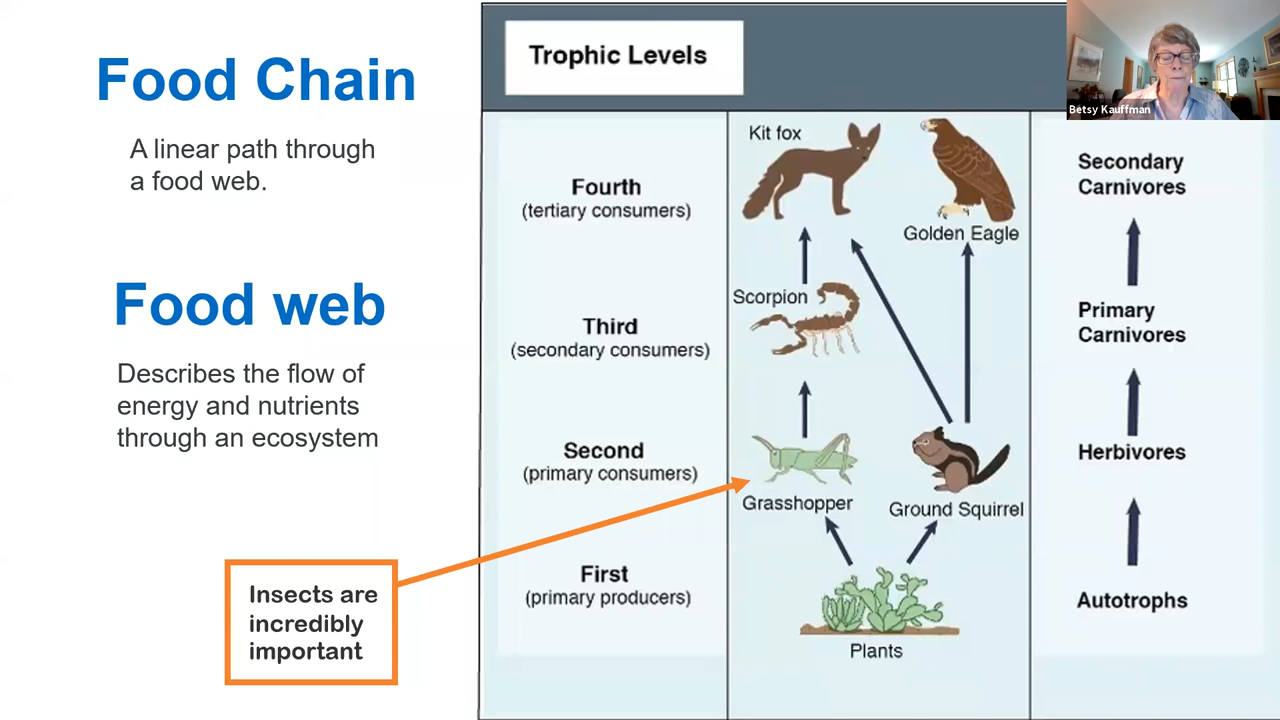 Food Chain
A linear path through
a food web.
Food web
Describes the flow of
energy and nutrients
through an ecosystem
Insects are
incredibly
important
Trophic Levels
Betsy Kauffman
Fourth
(tertiary consumers)
Kit fox
Golden Eagle
Secondary
Carnivores
Third
(secondary consumers)
Scorpion
Primary
Carnivores
Second
(primary consumers)
Grasshopper
Ground Squirrel
Herbivores
First
(primary producers)
Plants
Autotrophs